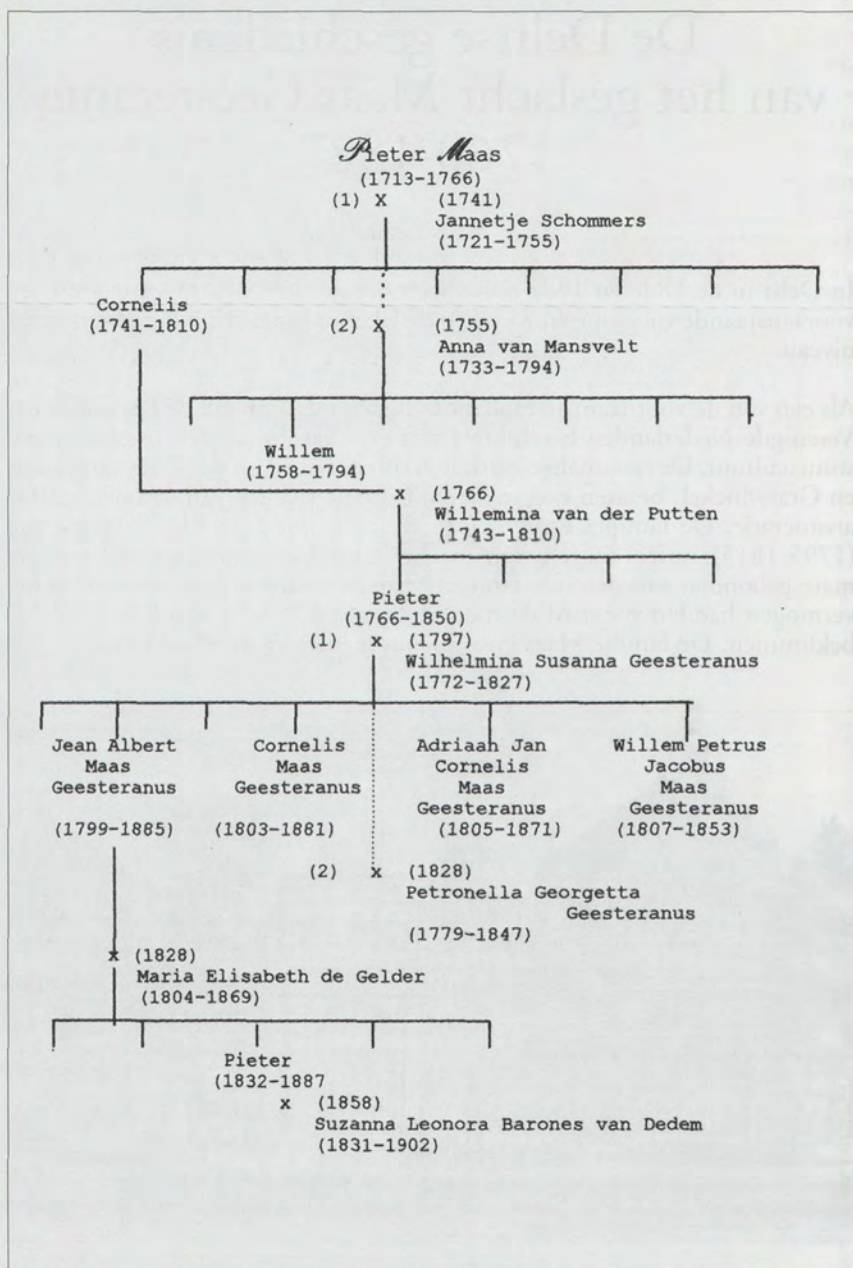 Pieter Maas
(1713-1766)
(1) X (1741)
Jannetje Schommers
(1721-1755)
Cornelis
(1741-1810)
(2) X (1755)
Anna van Mansvelt
(1733-1794)
Willem
(1758-1794)
x (1766)
Willemina van der Putten
(1743-1810)
Pieter
(1766-1850)
(1) x (1797)
Wilhelmina Susanna Geesteranus
(1772-1827)
Jean Albert
Maas
Geesteranus
(1799-1885)
Cornelis
Maas
Geesteranus
(1803-1881)
Adriaah Jan
Cornelis
Maas
Geesteranus
(1805-1871)
Willem Petrus
Jacobus
Maas
Geesteranus
(1807-1853)
(2) x (1828)
Petronella Georgetta
Geesteranus
(1779-1847)
x (1828)
Maria Elisabeth de Gelder
(1804-1869)
Pieter
(1832-1887
x (1858)
Suzanna Leonora Barones van Dedem
(1831-1902)